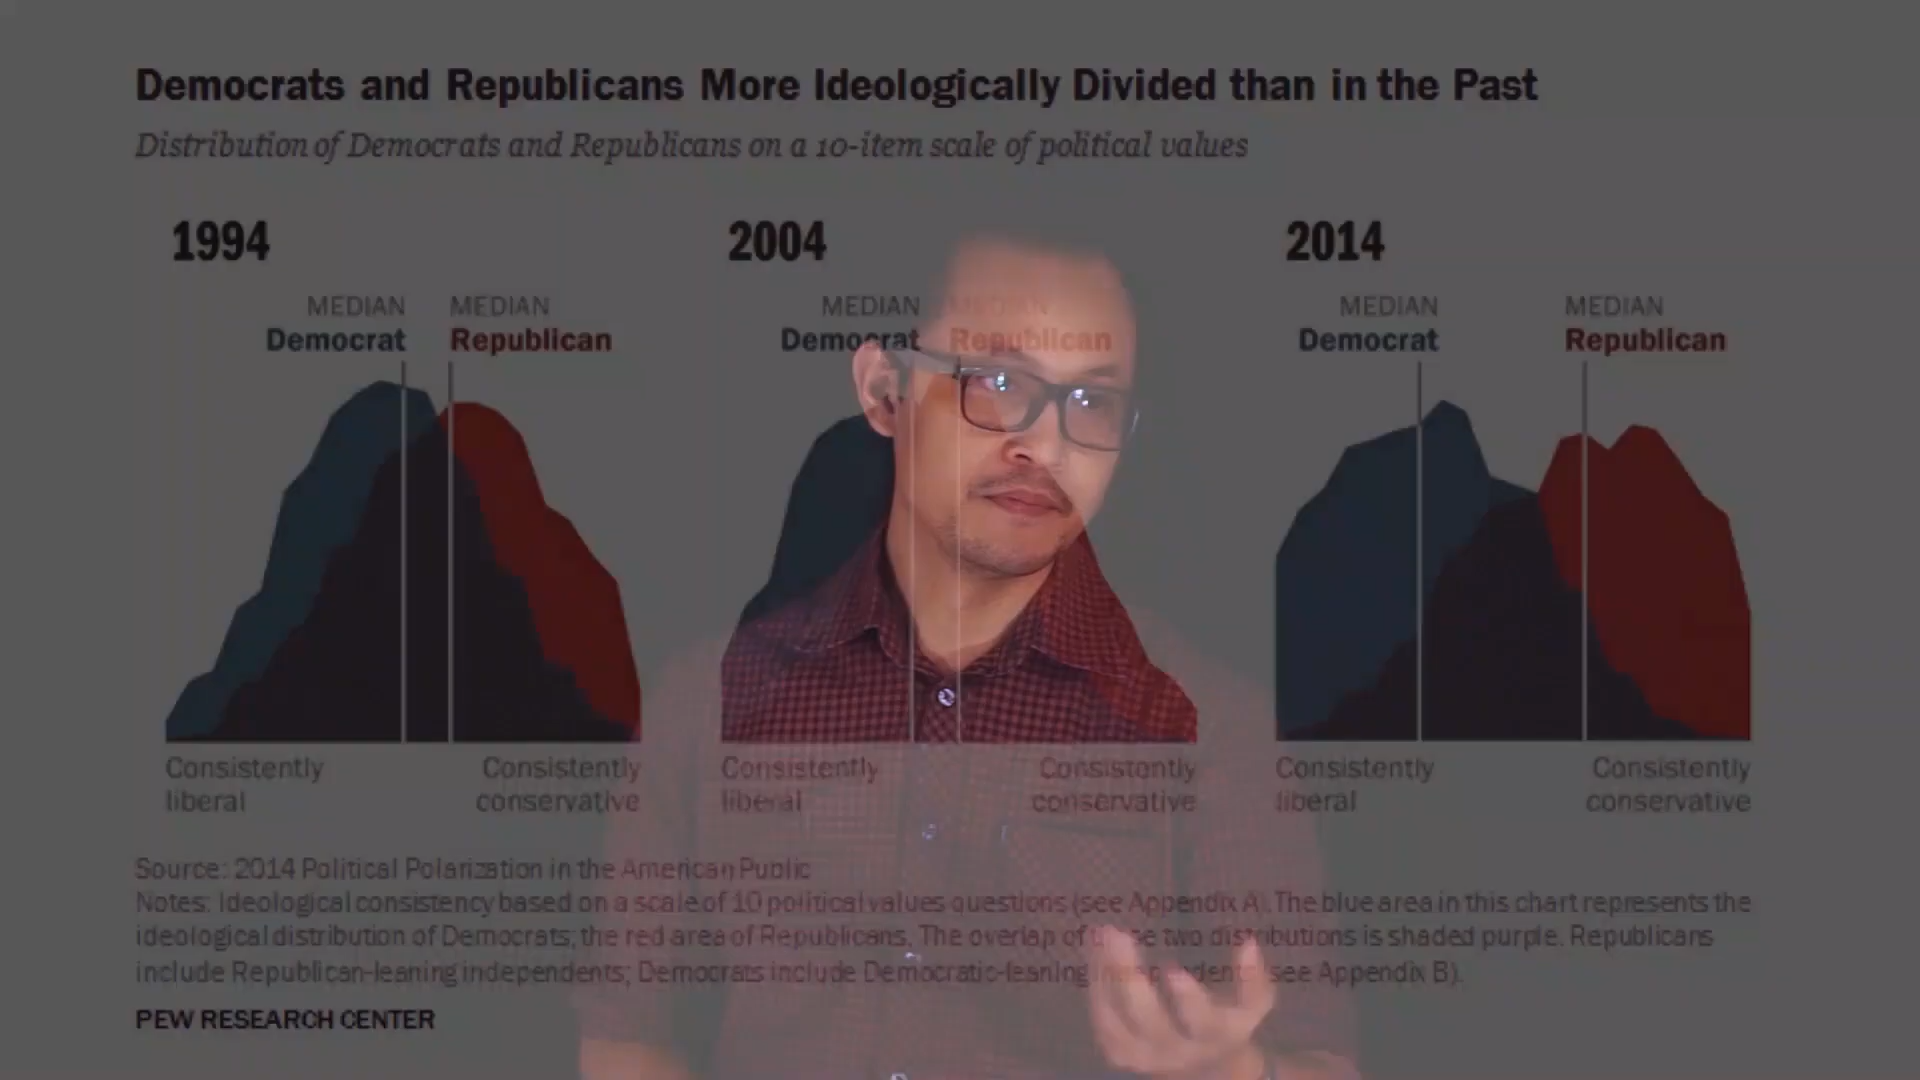 Democrats and Republicans More Ideologically Divided than in the Past
Distribution of Democrats and Republicans on a 10-item scale of political values
1994
2004
2014
MEDIAN
Democrat
MEDIAN
Republican
MEDIAN
Democrat
MEDIAN
Republican
MEDIAN
Democrat
MEDIAN
Republican
Consistently
liberal
Consistently
conservative
Consistently
liberal
Consistently
conservative
Consistently
liberal
Consistently
conservative
Source: 2014 Political Polarization in the American Public
Notes: Ideological consistency based on a scale of 10 political values questions (see Appendix A). The blue area in this chart represents the
ideological distribution of Democrats; the red area of Republicans. The overlap of these two distributions is shaded purple. Republicans
include Republican-leaning independents; Democrats include Democratic-leaning independents (see Appendix B).
PEW RESEARCH CENTER